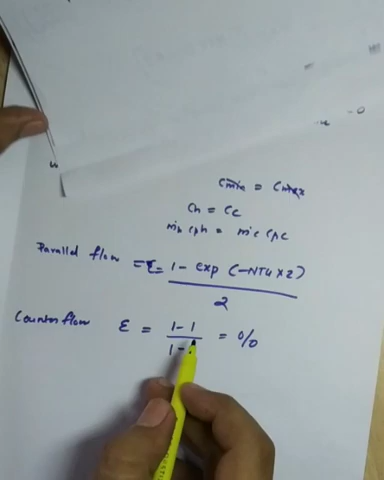 Cmin = Cmax
Ch = Cc
ṁh Cph = ṁc Cpc
Parallel flow = ε = 1 - exp (-NTU x 2) / 2
Counter flow ε = 1-1 / 1- = 0/0